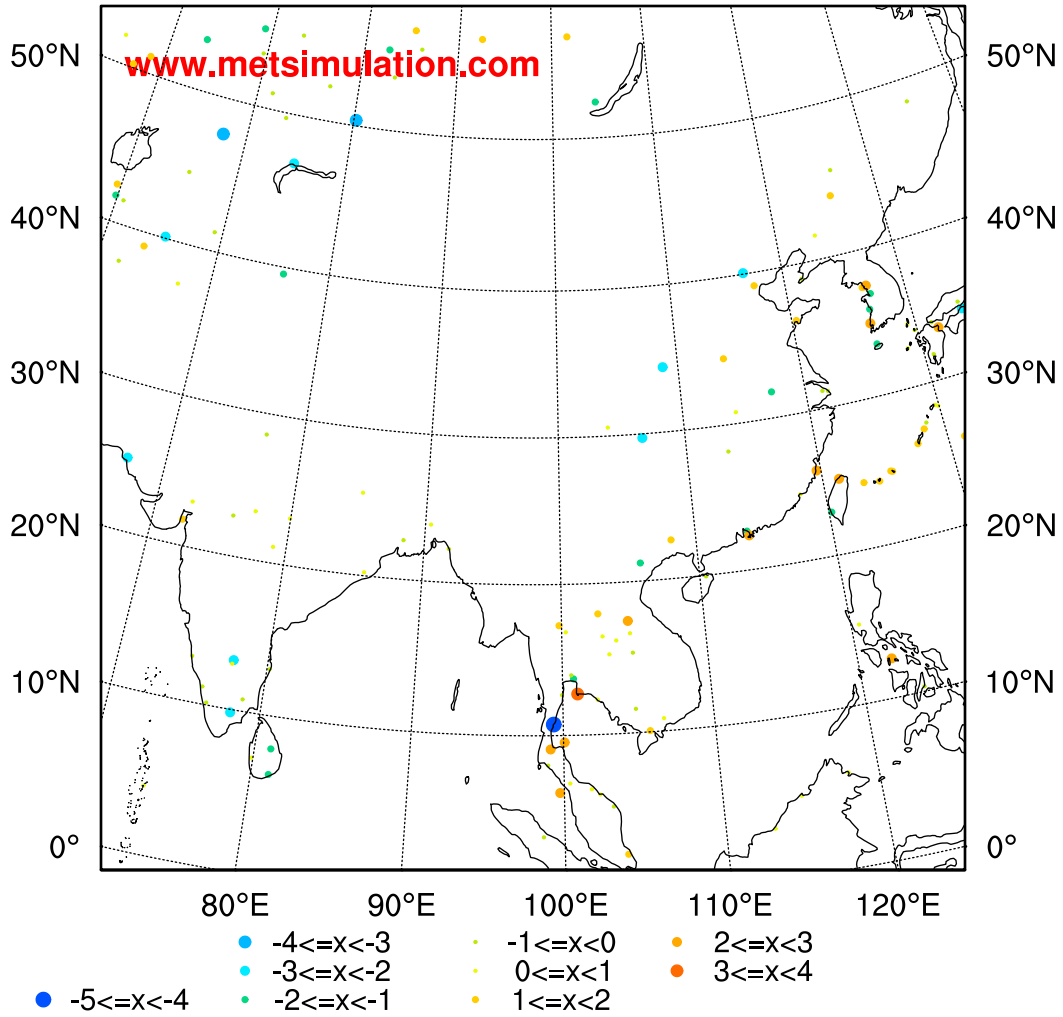 www.metsimulation.com
50°N 50°N
40°N 40°N
30°N 30°N
20°N 20°N
10°N 10°N
0° 0°
80°E 90°E 100°E 110°E 120°E
-4<=x<-3 -1<=x<0 2<=x<3
-3<=x<-2 0<=x<1 3<=x<4
-5<=x<-4 -2<=x<-1 1<=x<2